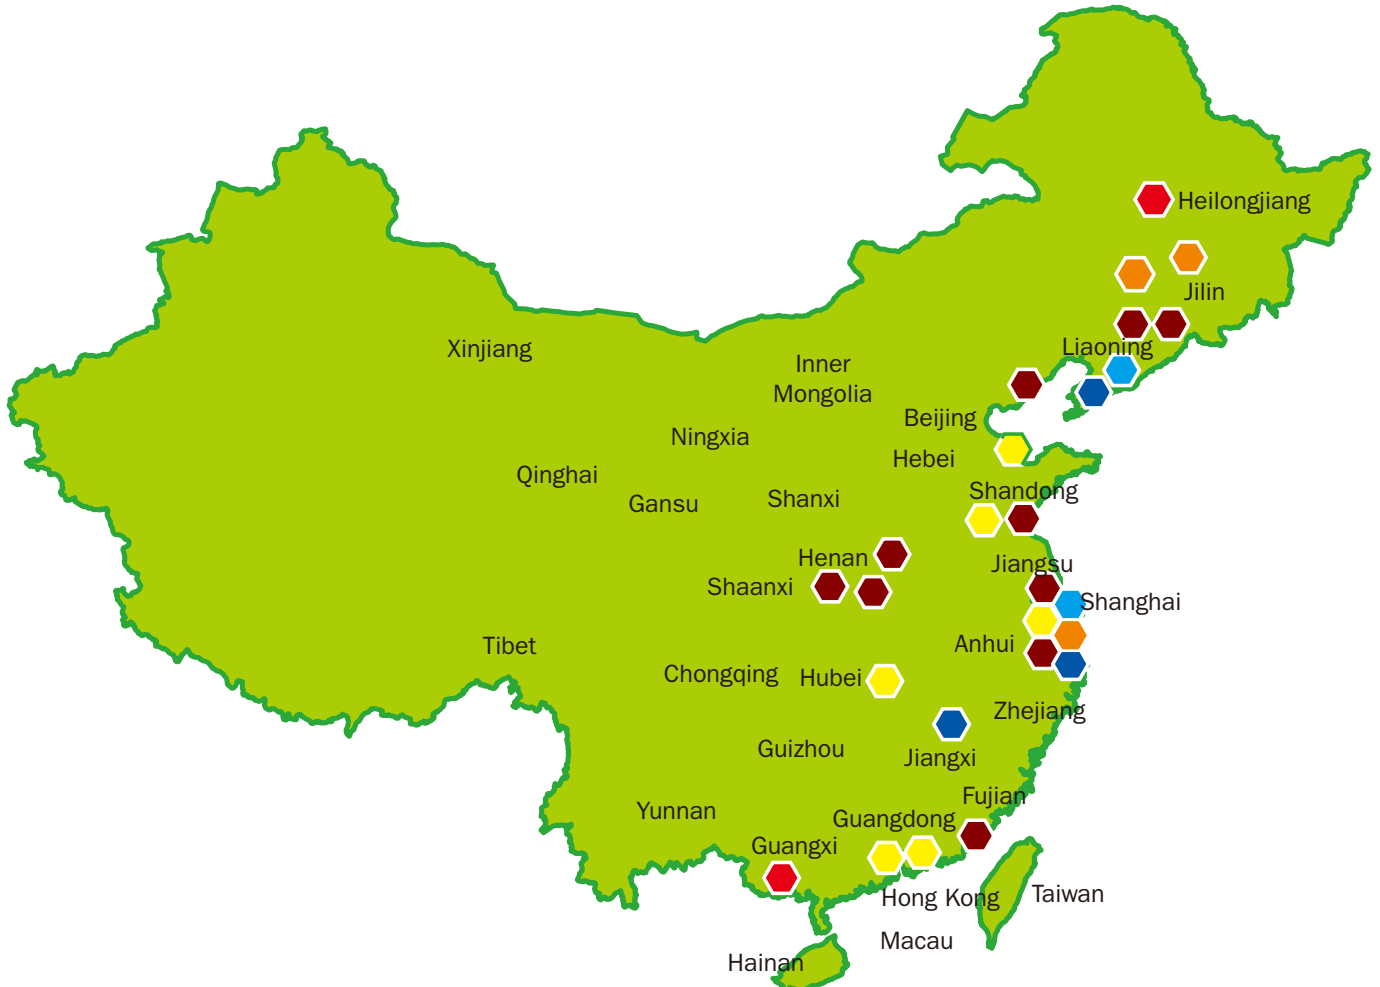 Heilongjiang
Jilin
Xinjiang
Liaoning
Inner
Mongolia
Beijing
Ningxia
Hebei
Qinghai
Shandong
Gansu
Shanxi
Henan
Jiangsu
Shaanxi
Shanghai
Tibet
Anhui
Chongqing
Hubei
Zhejiang
Guizhou
Jiangxi
Fujian
Yunnan
Guangdong
Guangxi
Hong Kong
Taiwan
Macau
Hainan